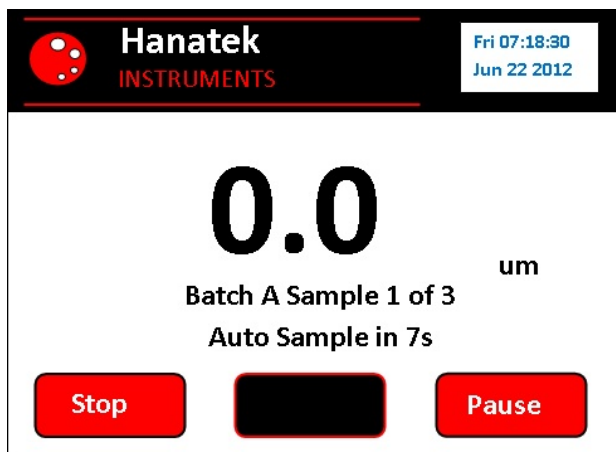 Hanatek
INSTRUMENTS
Fri 07:18:30
Jun 22 2012
0.0
um
Batch A Sample 1 of 3
Auto Sample in 7s
Stop
Pause